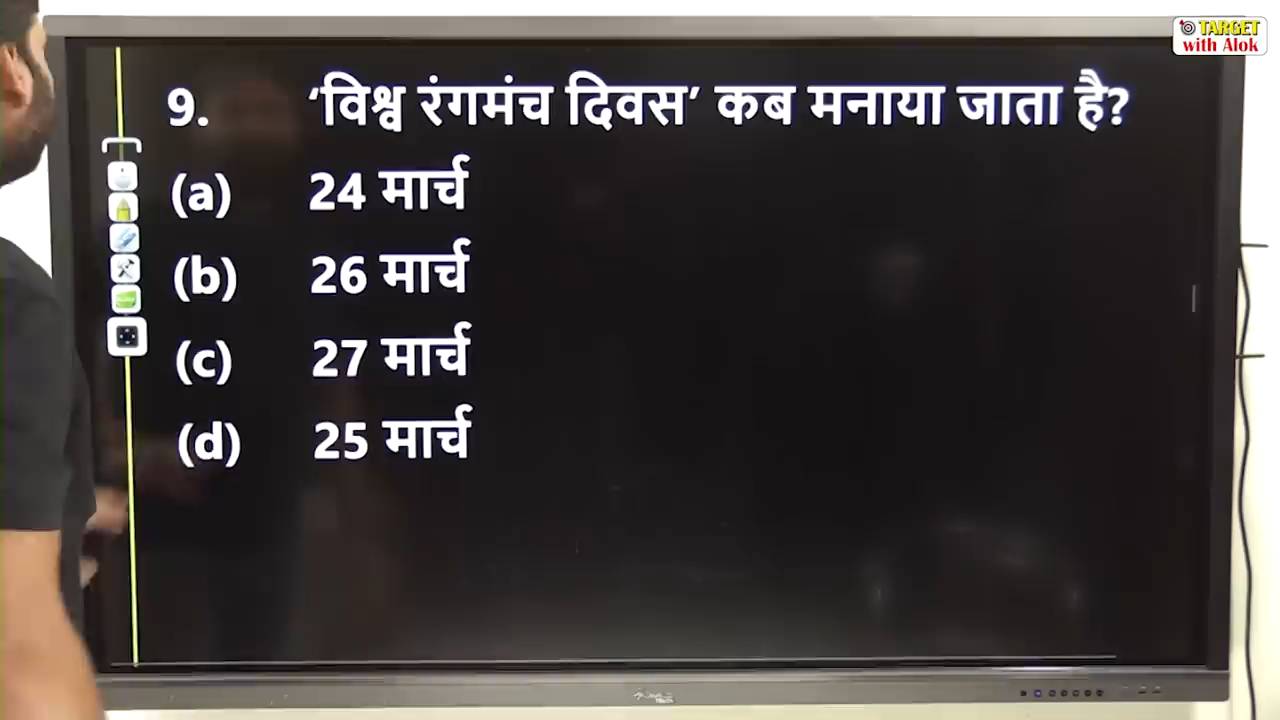 TARGET
with Alok
9. ‘विश्व रंगमंच दिवस’ कब मनाया जाता है?
(a) 24 मार्च
(b) 26 मार्च
(c) 27 मार्च
(d) 25 मार्च